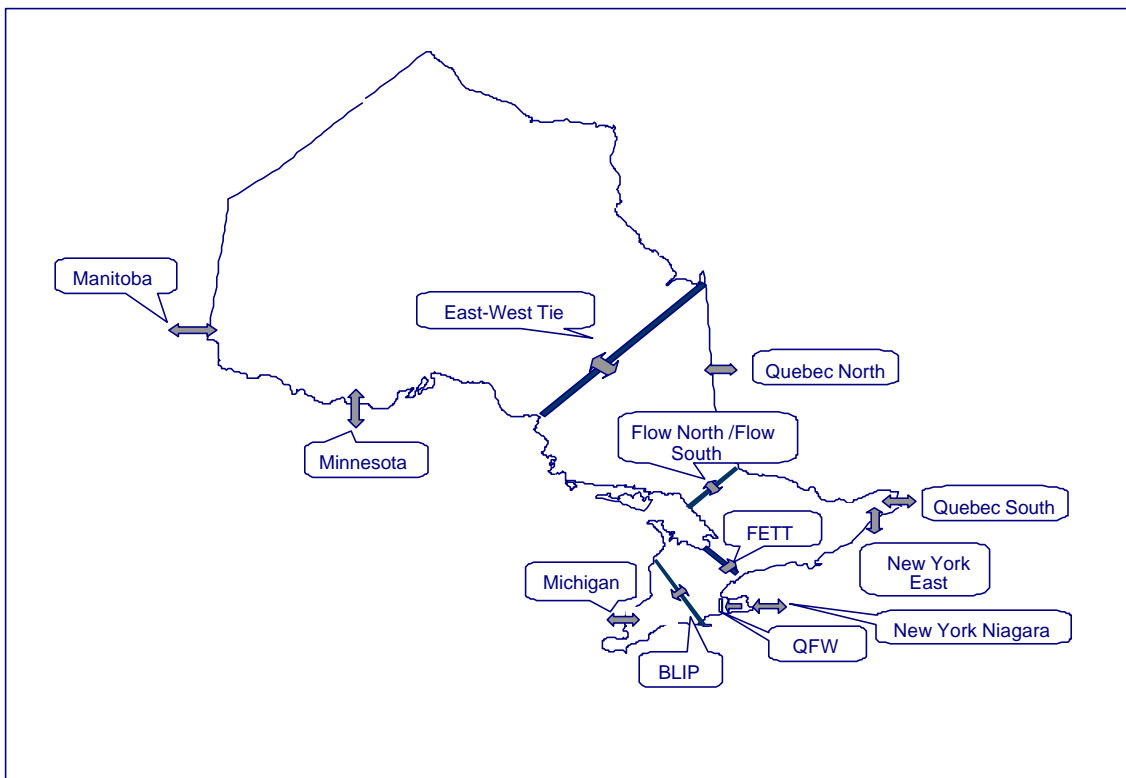 Manitoba
East-West Tie
Quebec North
Flow North /Flow
South
Minnesota
Quebec South
FETT
New York
East
Michigan
New York Niagara
QFW
BLIP